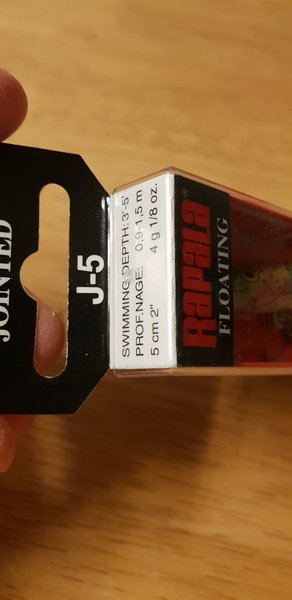 JOINTED
J-5
SWIMMING DEPTH: 3'-5'
PROF.NAGE: 0,9-1,5 m
5 cm 2" 4 g 1/8 oz.
Rapala®
FLOATING